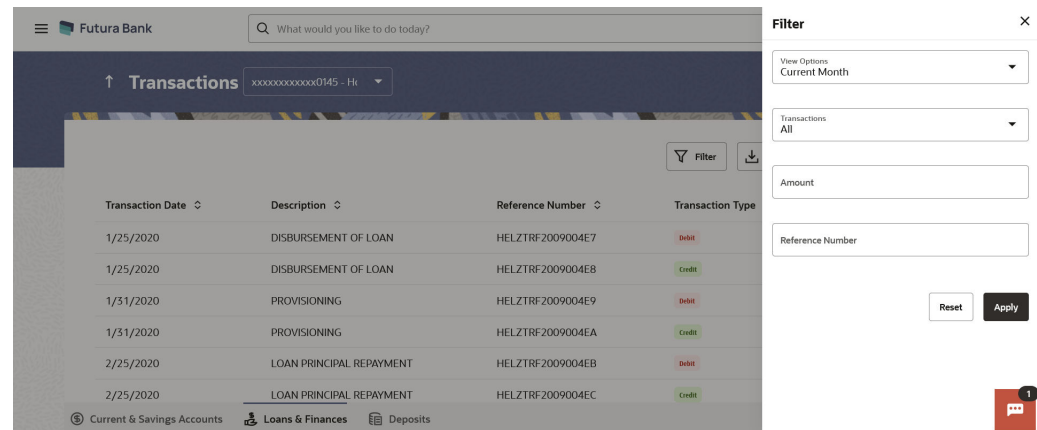 Futura Bank
What would you like to do today?
Transactions
xxxxxxxxxxxx0145 - He
Filter
Transaction Date
Description
Reference Number
Transaction Type
1/25/2020 DISBURSEMENT OF LOAN HELZTRF2009004E7 Debit
1/25/2020 DISBURSEMENT OF LOAN HELZTRF2009004E8 Credit
1/31/2020 PROVISIONING HELZTRF2009004E9 Debit
1/31/2020 PROVISIONING HELZTRF2009004EA Credit
2/25/2020 LOAN PRINCIPAL REPAYMENT HELZTRF2009004EB Debit
2/25/2020 LOAN PRINCIPAL REPAYMENT HELZTRF2009004EC Credit
Current & Savings Accounts
Loans & Finances
Deposits
Filter
View Options
Current Month
Transactions
All
Amount
Reference Number
Reset
Apply
1